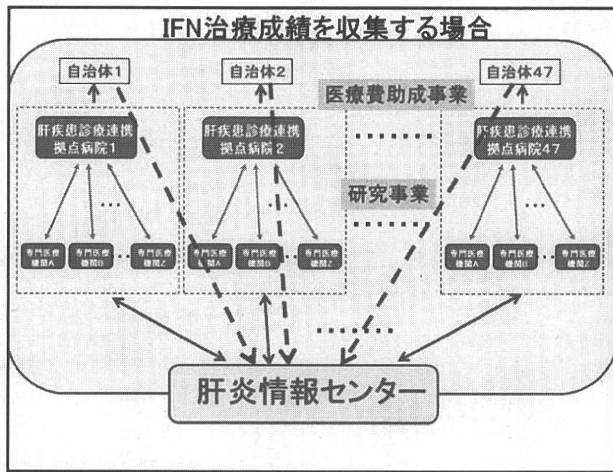 IFN治療成績を収集する場合
自治体1
自治体2
自治体47
医療費助成事業
肝疾患診療連携
拠点病院1
肝疾患診療連携
拠点病院2
肝疾患診療連携
拠点病院47
研究事業
専門医療
機関A
専門医療
機関B
専門医療
機関Z
専門医療
機関A
専門医療
機関B
専門医療
機関Z
専門医療
機関A
専門医療
機関B
専門医療
機関Z
肝炎情報センター